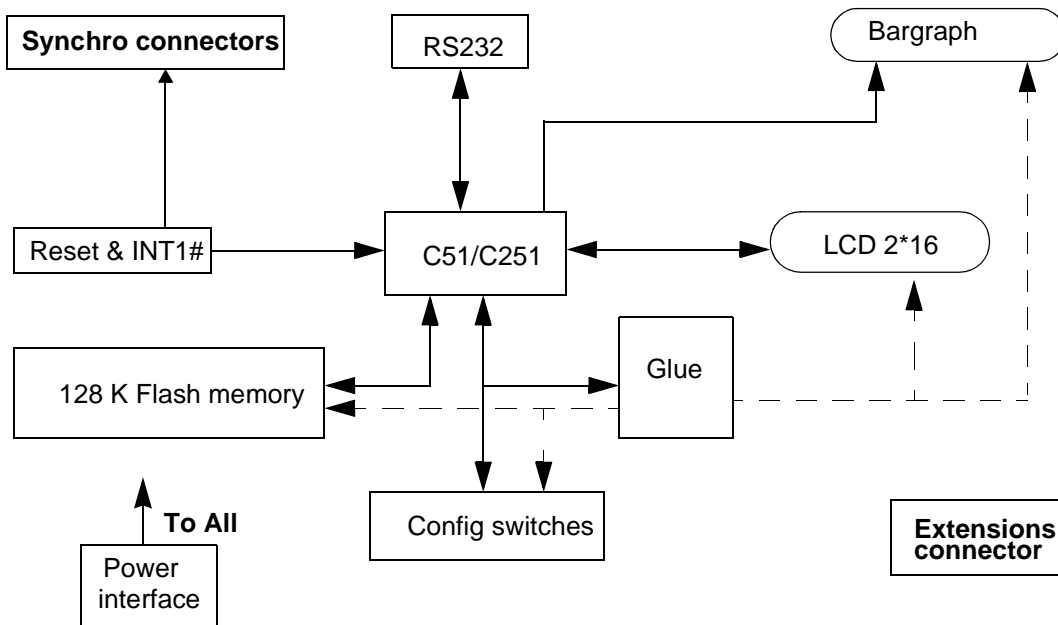 Synchro connectors
RS232
Bargraph
Reset & INT1#
C51/C251
LCD 2*16
128 K Flash memory
Glue
To All
Config switches
Power
interface
Extensions
connector